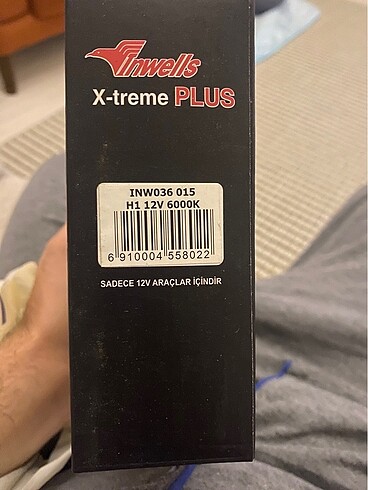 inwells
X-treme PLUS
INW036 015
H1 12V 6000K
6 910004 558022
SADECE 12V ARAÇLAR İÇİNDİR